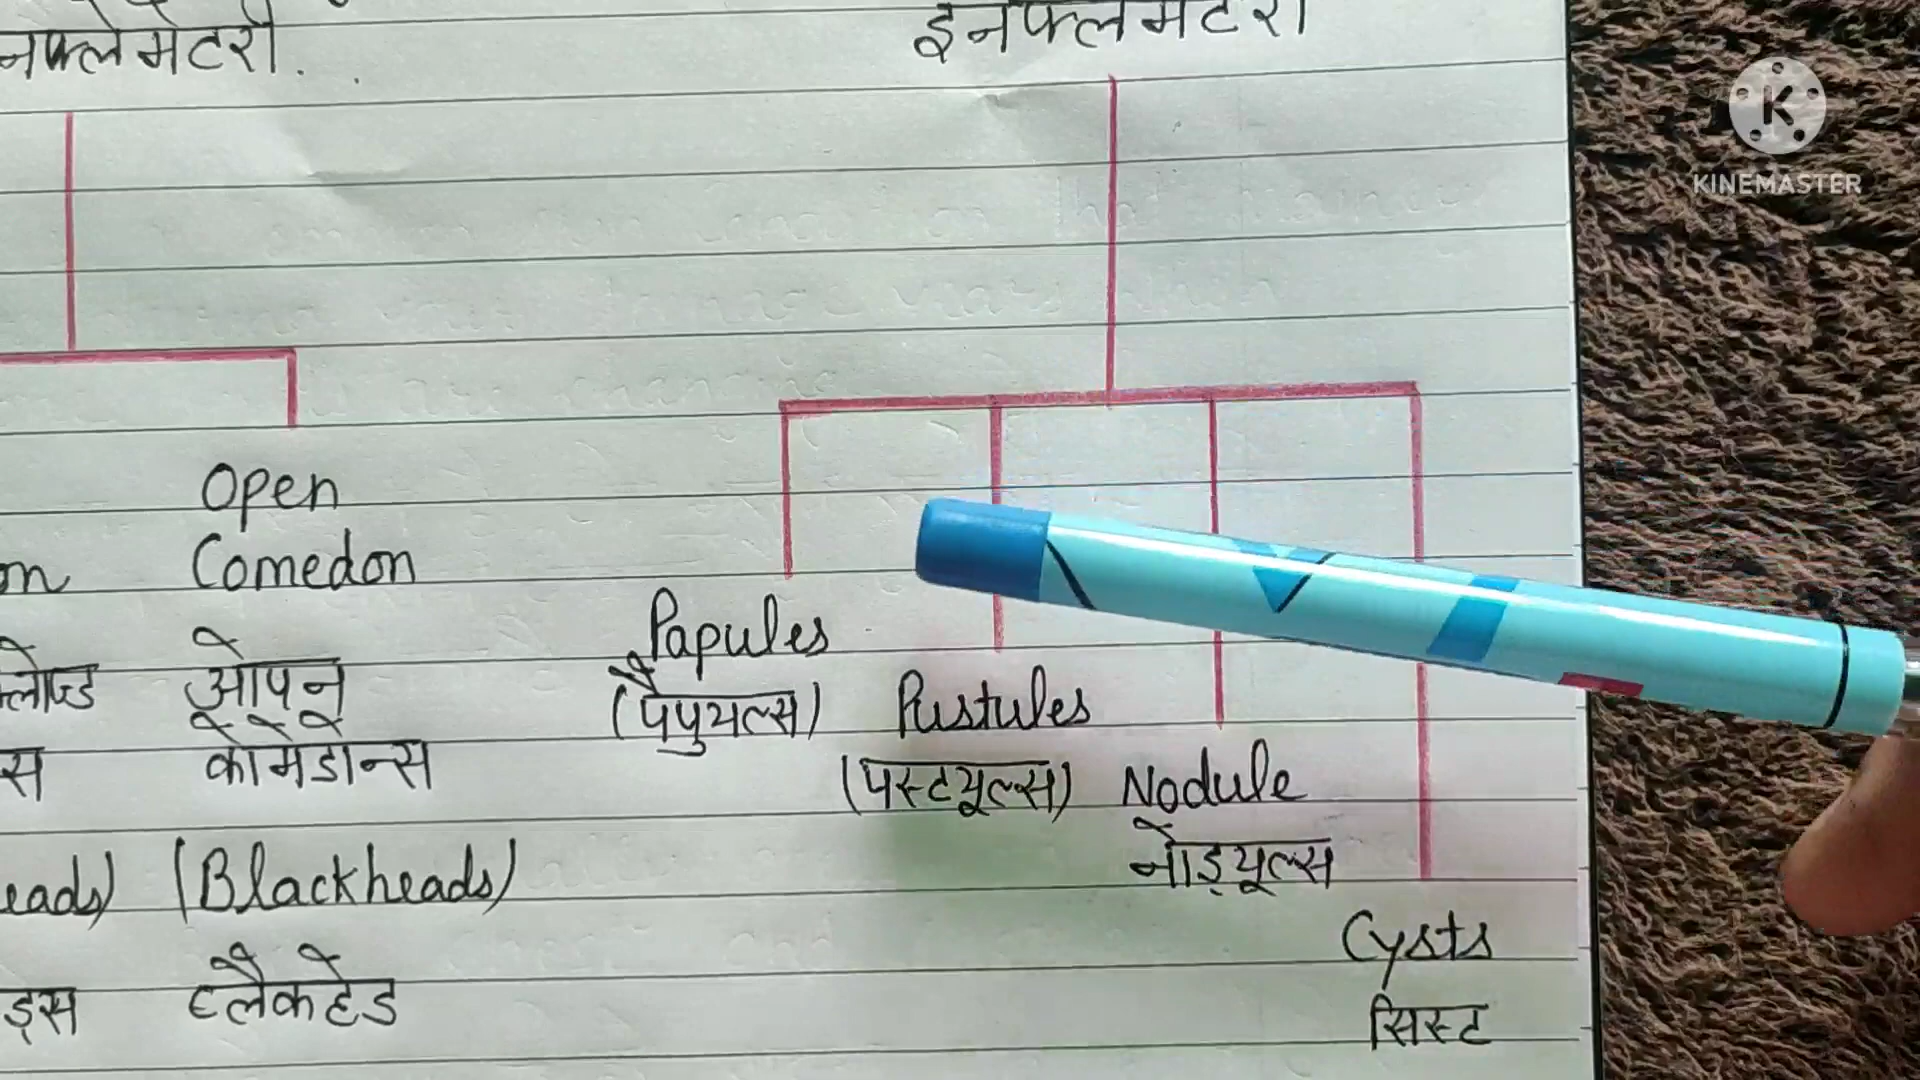 नफ्लेमेटरी.
इनफ्लेमेटरी
KINEMASTER
Open
Comedon
ओपन
कोमेडोन्स
(Blackheads)
ब्लैकहेड
Papules
(पैपुयल्स)
Pustules
(पस्टयूल्स)
Nodule
नोड्यूल्स
Cysts
सिस्ट